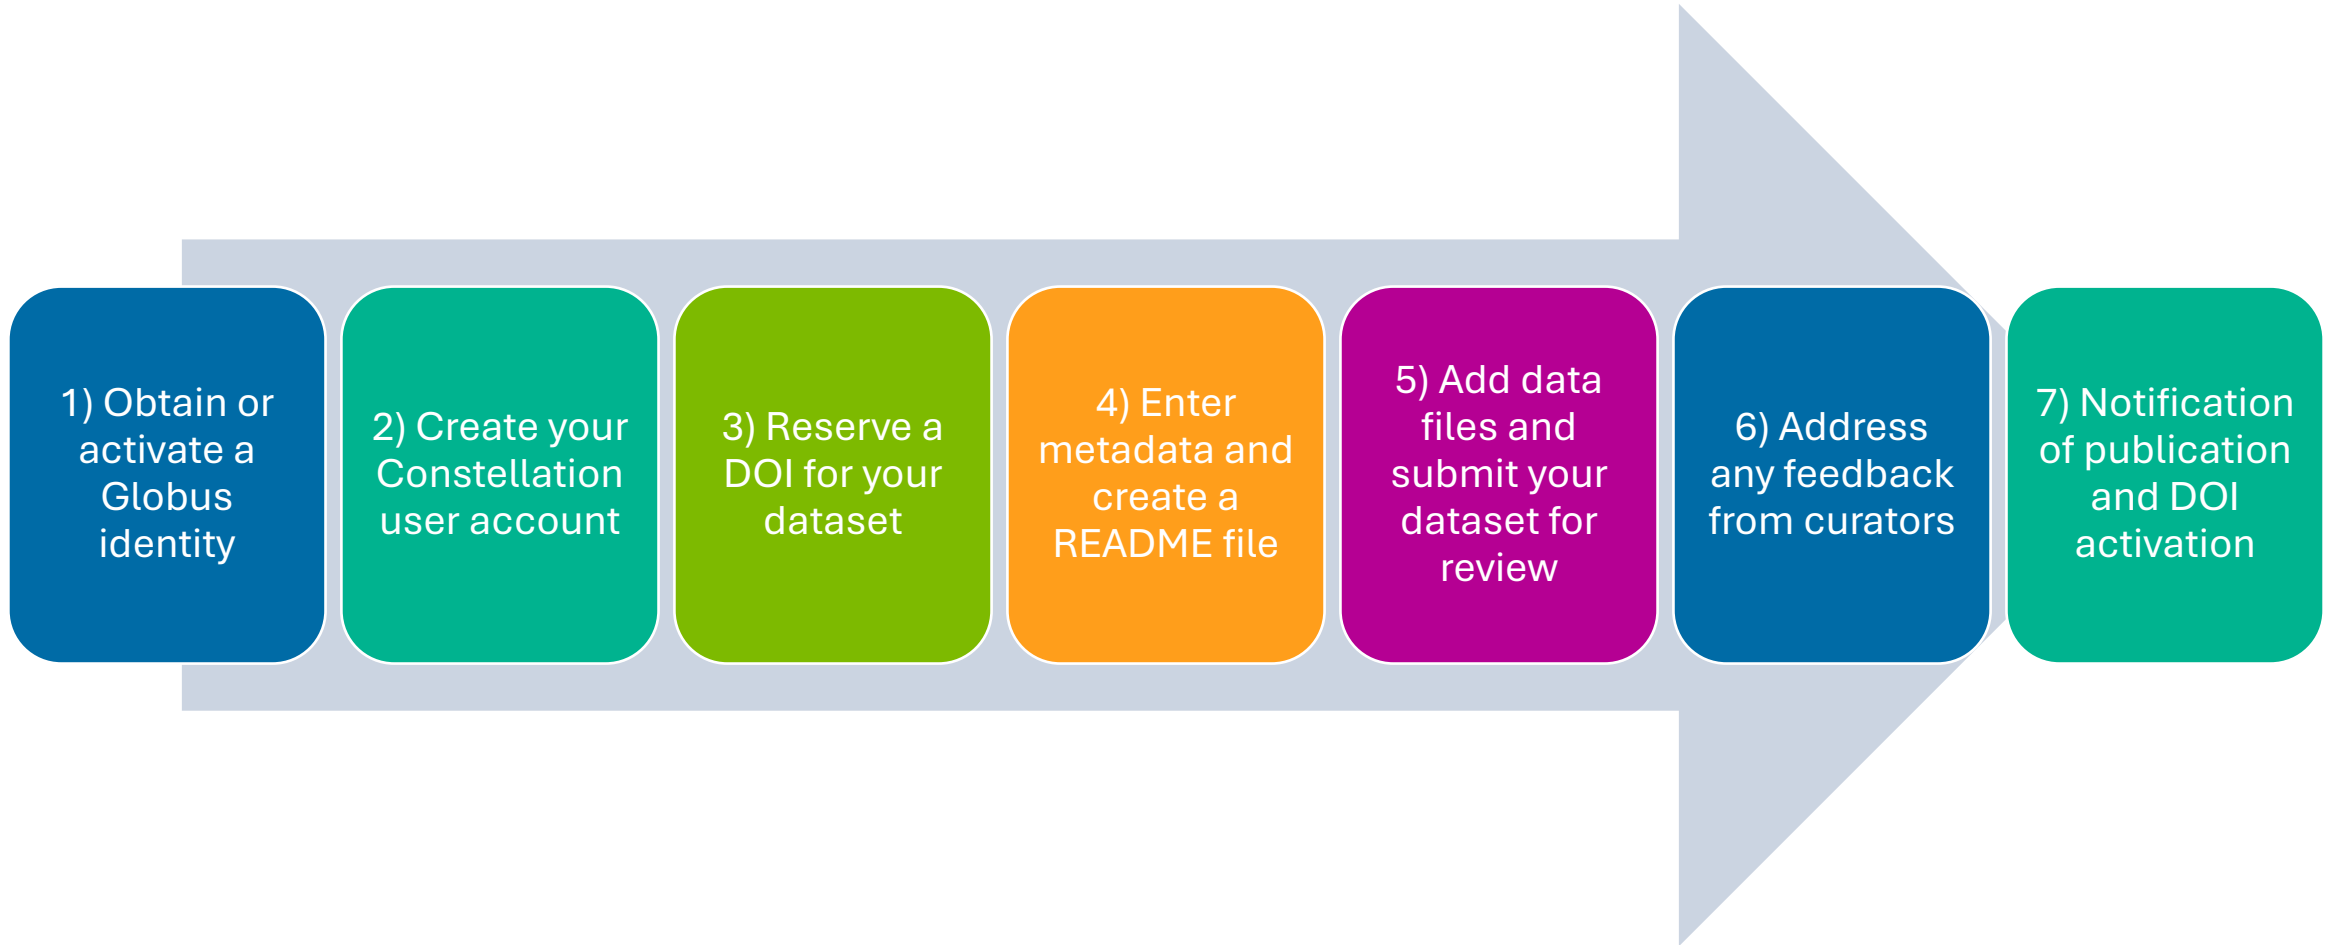 1) Obtain or
activate a
Globus
identity
2) Create your
Constellation
user account
3) Reserve a
DOI for your
dataset
4) Enter
metadata and
create a
README file
5) Add data
files and
submit your
dataset for
review
6) Address
any feedback
from curators
7) Notification
of publication
and DOI
activation